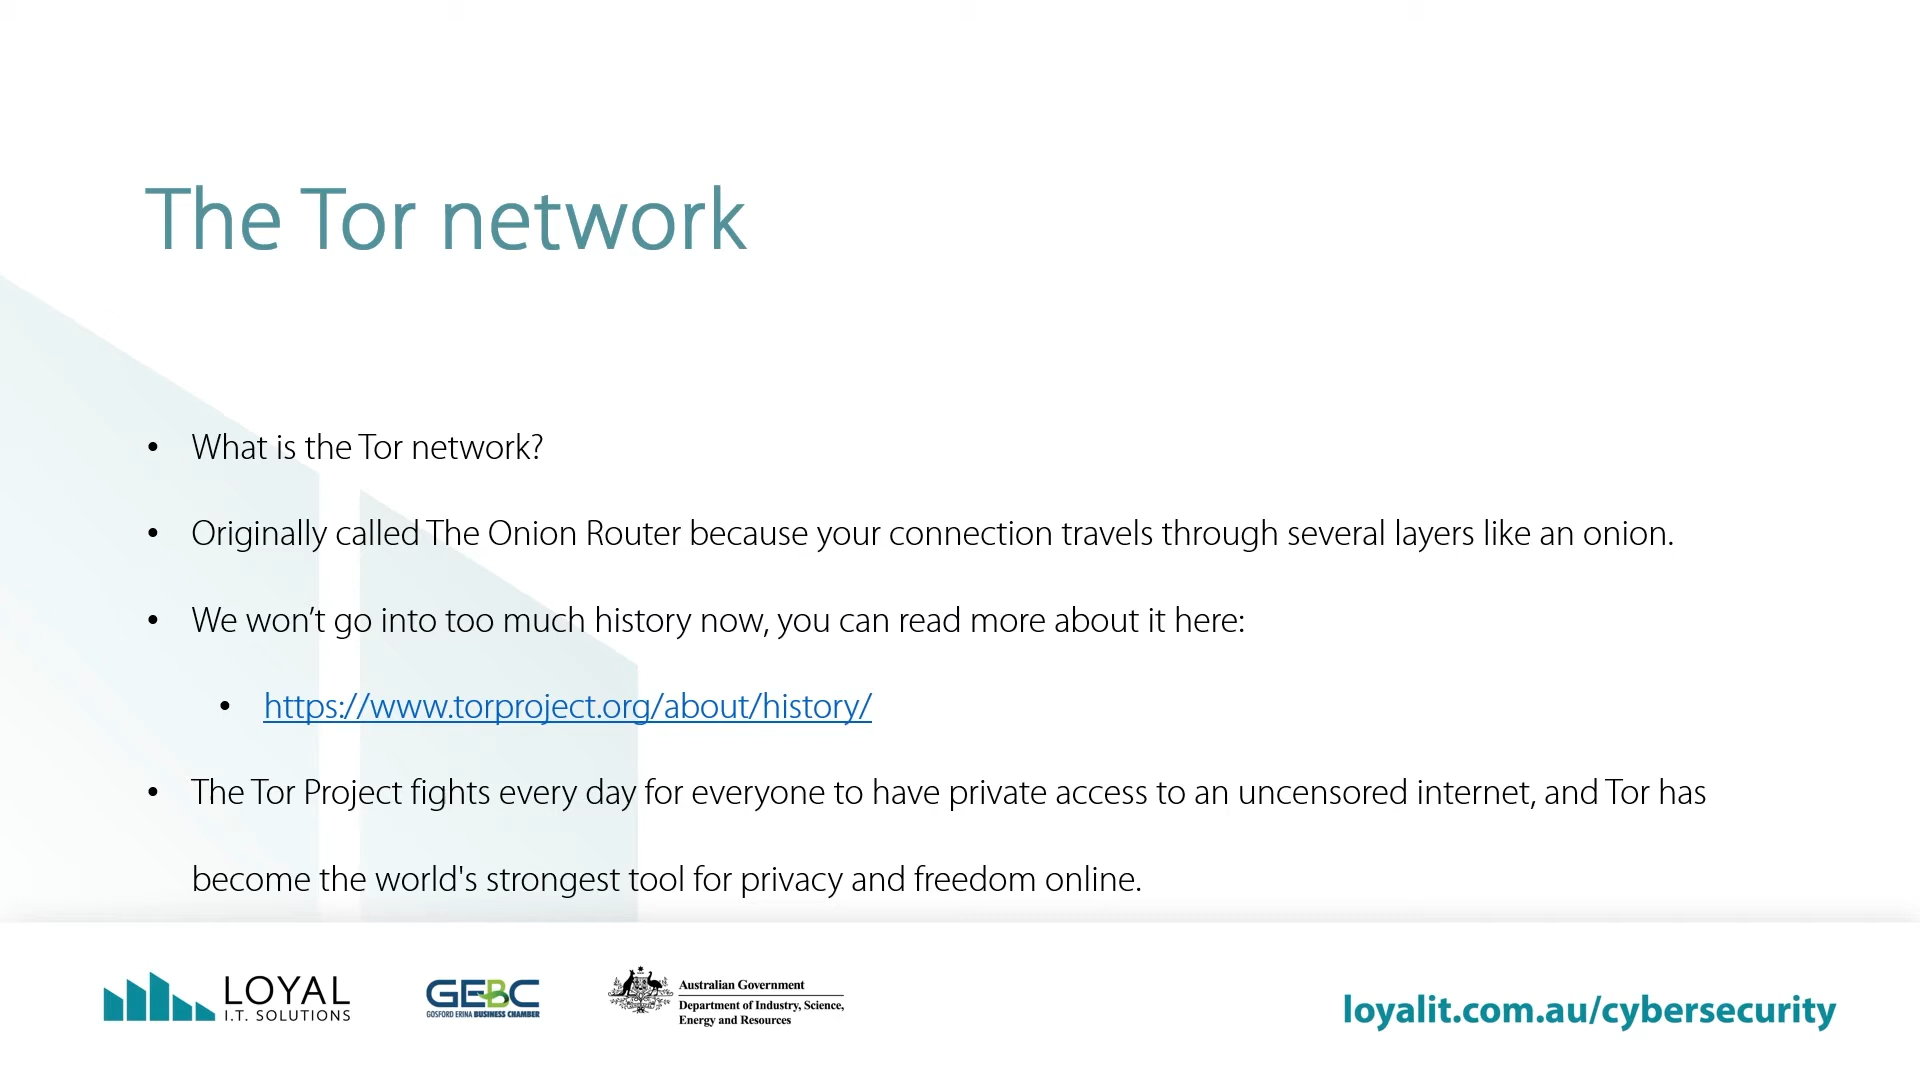 The Tor network
• What is the Tor network?
• Originally called The Onion Router because your connection travels through several layers like an onion.
• We won’t go into too much history now, you can read more about it here:
• https://www.torproject.org/about/history/
• The Tor Project fights every day for everyone to have private access to an uncensored internet, and Tor has
become the world's strongest tool for privacy and freedom online.
LOYAL
I.T. SOLUTIONS
GEBC
GOSFORD ERINA BUSINESS CHAMBER
Australian Government
Department of Industry, Science,
Energy and Resources
loyalit.com.au/cybersecurity